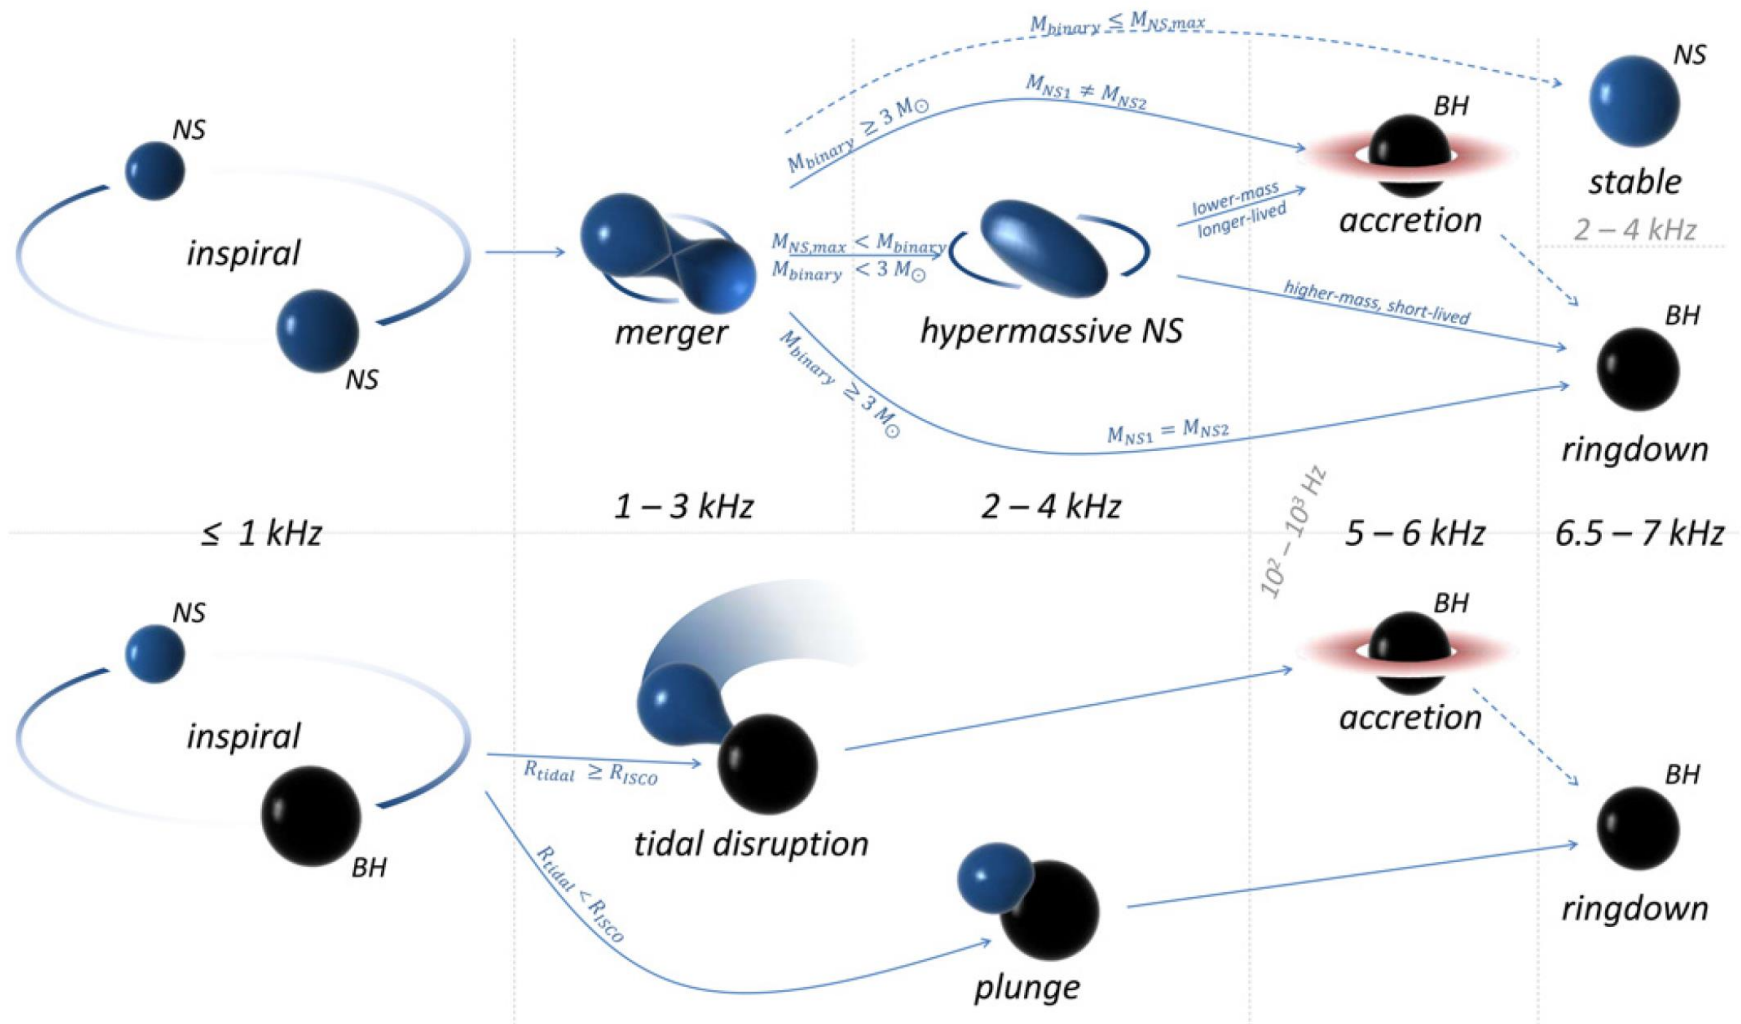 M_binary ≤ M_NS,max
NS
stable
2 – 4 kHz
NS
inspiral
NS
merger
M_binary ≥ 3 M_⊙
M_NS1 ≠ M_NS2
BH
accretion
M_NS,max < M_binary
M_binary < 3 M_⊙
hypermassive NS
lower-mass
longer-lived
higher-mass, short-lived
BH
ringdown
M_binary ≥ 3 M_⊙
M_NS1 = M_NS2
≤ 1 kHz
1 – 3 kHz
2 – 4 kHz
10² – 10³ Hz
5 – 6 kHz
6.5 – 7 kHz
NS
inspiral
BH
R_tidal ≥ R_ISCO
tidal disruption
R_tidal < R_ISCO
plunge
BH
accretion
BH
ringdown